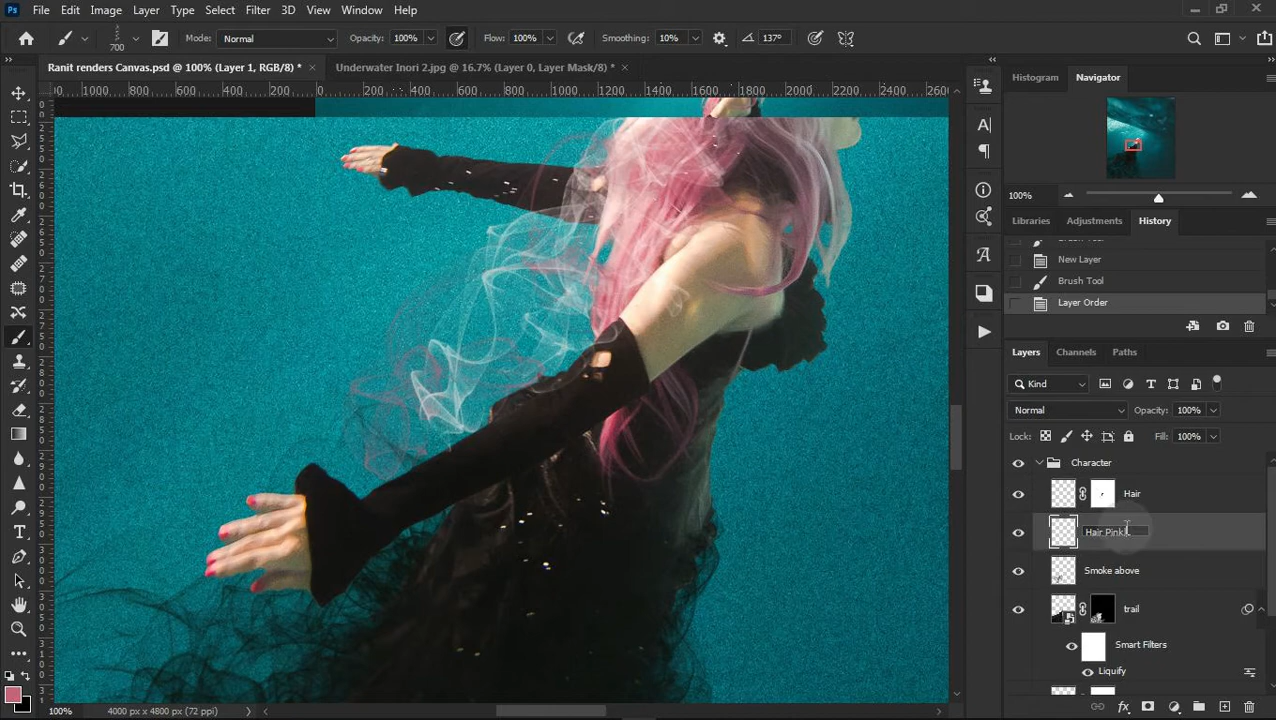 Ps File Edit Image Layer Type Select Filter 3D View Window Help
700 Mode: Normal Opacity: 100% Flow: 100% Smoothing: 10% 137°
Ranit renders Canvas.psd @ 100% (Layer 1, RGB/8) * Underwater Inori 2.jpg @ 16.7% (Layer 0, Layer Mask/8) *
00 1000 800 600 400 200 0 200 400 600 800 1000 1200 1400 1600 1800 2000 2200 2400 260
Histogram Navigator
100%
Libraries Adjustments History
New Layer
Brush Tool
Layer Order
Layers Channels Paths
Kind
Normal Opacity: 100%
Lock: Fill: 100%
Character
Hair
Hair Pink
Smoke above
trail
Smart Filters
Liquify
100% 4000 px x 4800 px (72 ppi)